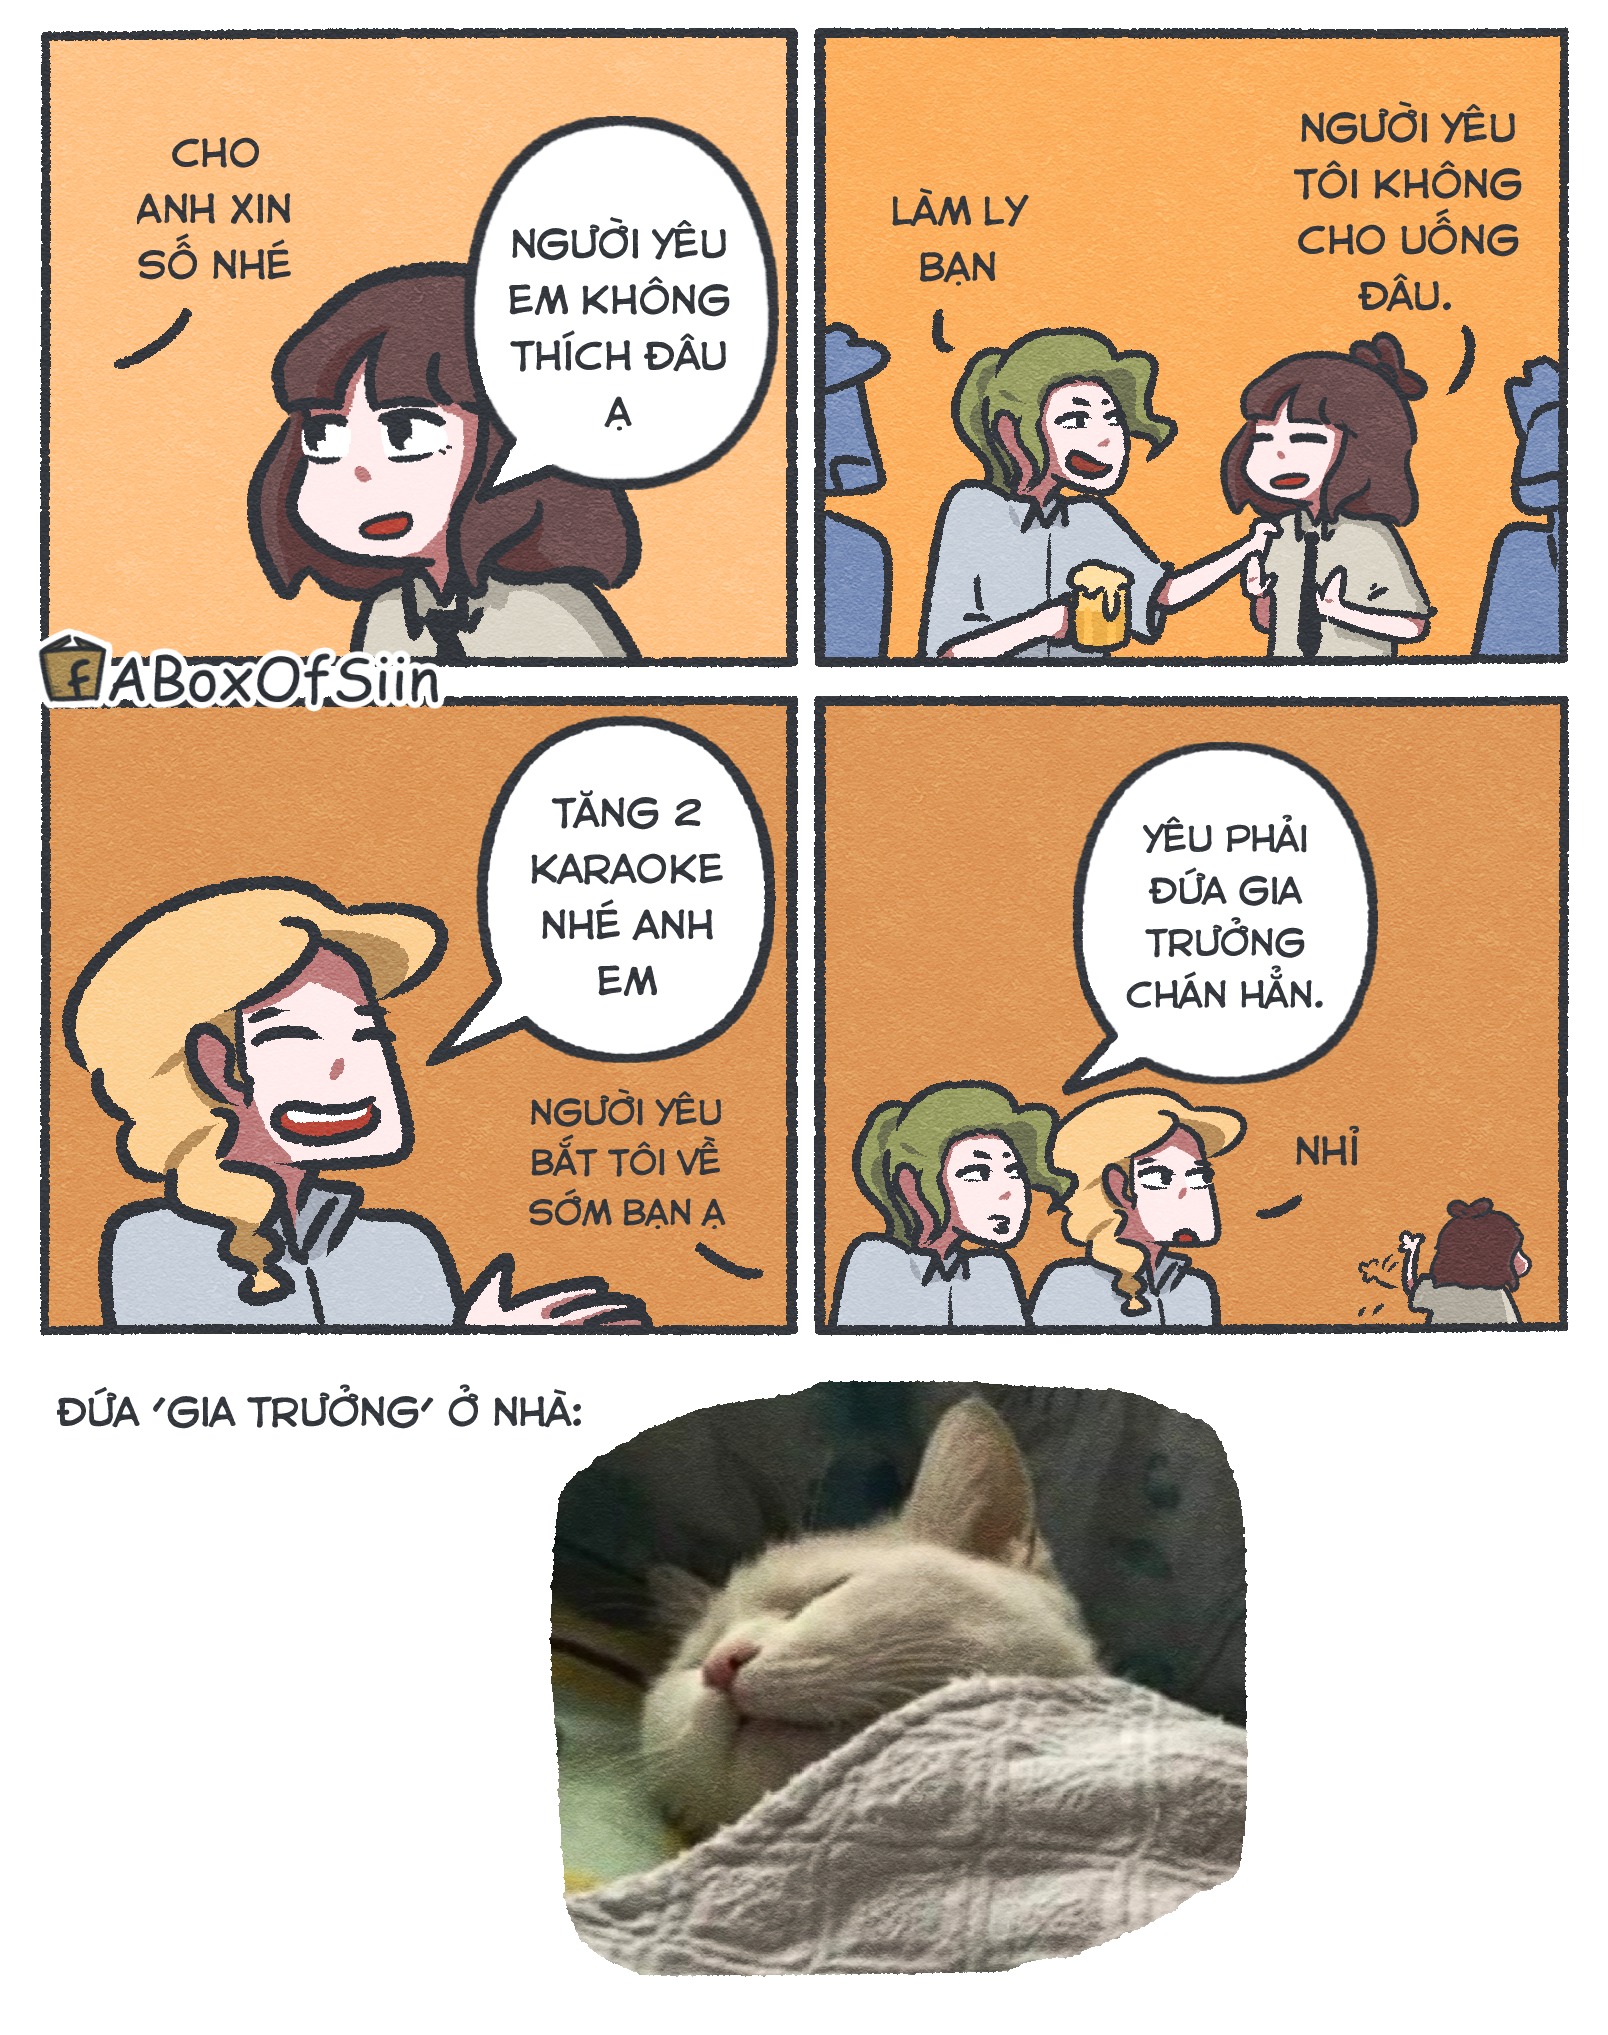 CHO
ANH XIN
SỐ NHÉ
NGƯỜI YÊU
EM KHÔNG
THÍCH ĐÂU
Ạ
LÀM LY
BẠN
NGƯỜI YÊU
TÔI KHÔNG
CHO UỐNG
ĐÂU.
f ABoxOfSiin
TĂNG 2
KARAOKE
NHÉ ANH
EM
NGƯỜI YÊU
BẮT TÔI VỀ
SỚM BẠN Ạ
YÊU PHẢI
ĐỨA GIA
TRƯỞNG
CHÁN HẲN.
NHỈ
ĐỨA 'GIA TRƯỞNG' Ở NHÀ: